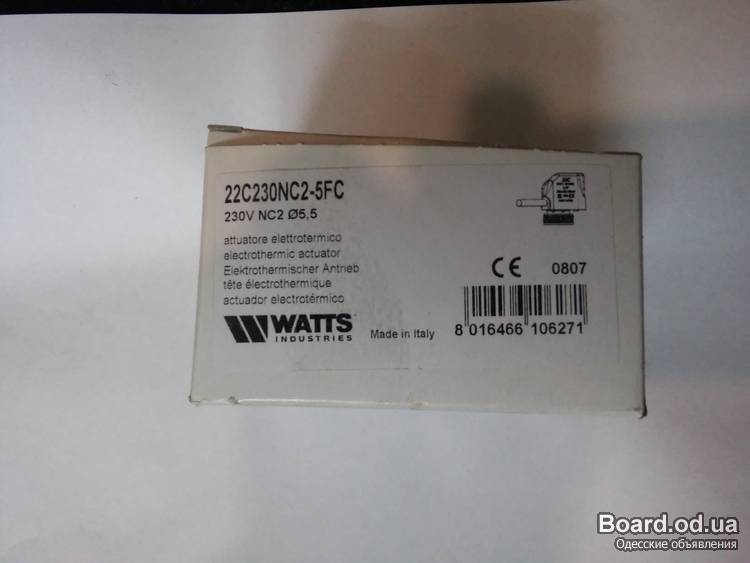 22C230NC2-5FC
230V NC2 Ø5,5
attuatore elettrotermico
electrothermic actuator
Elektrothermischer Antrieb
tête électrothermique
actuador electrotérmico
WATTS
INDUSTRIES
Made in Italy
CE 0807
8 016466 106271
Board.od.ua
Одесские объявления